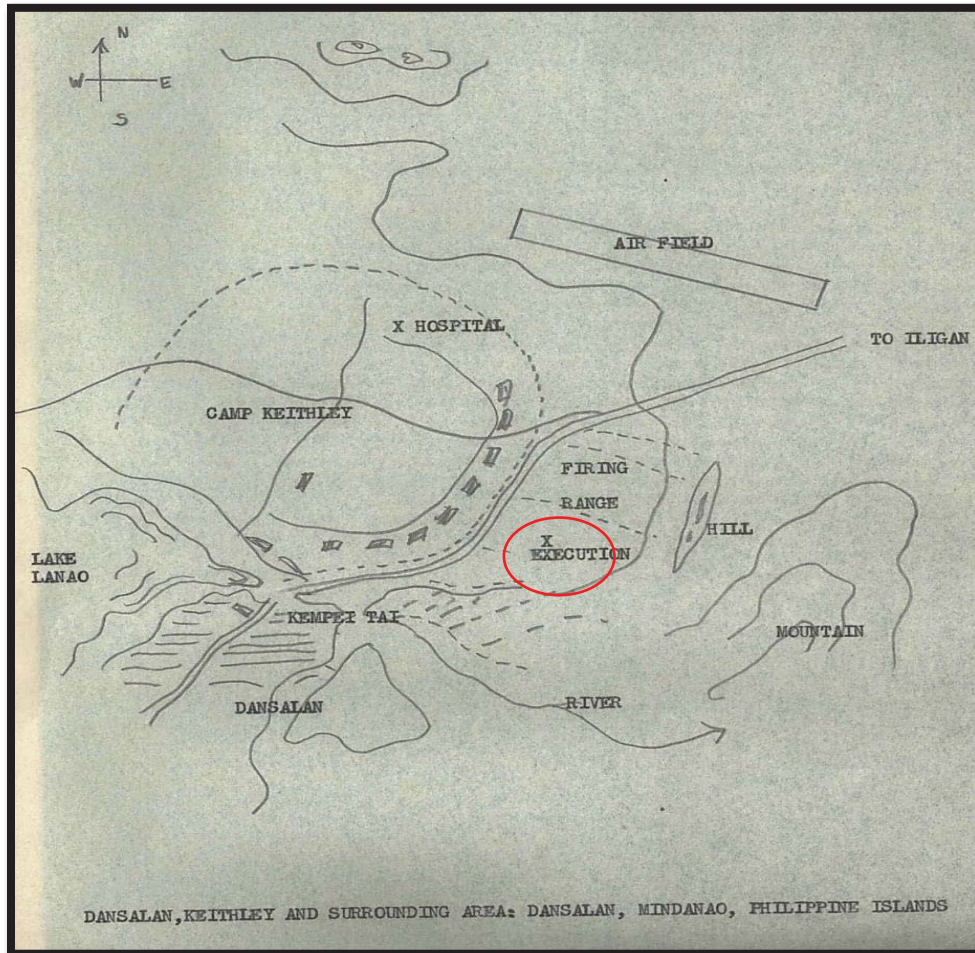 N
W E
S
AIR FIELD
X HOSPITAL
TO ILIGAN
CAMP KEITHLEY
FIRING
RANGE
HILL
X
EXECUTION
LAKE
LANAO
KEMPEI TAI
MOUNTAIN
DANSALAN
RIVER
DANSALAN,KEITHLEY AND SURROUNDING AREA: DANSALAN, MINDANAO, PHILIPPINE ISLANDS